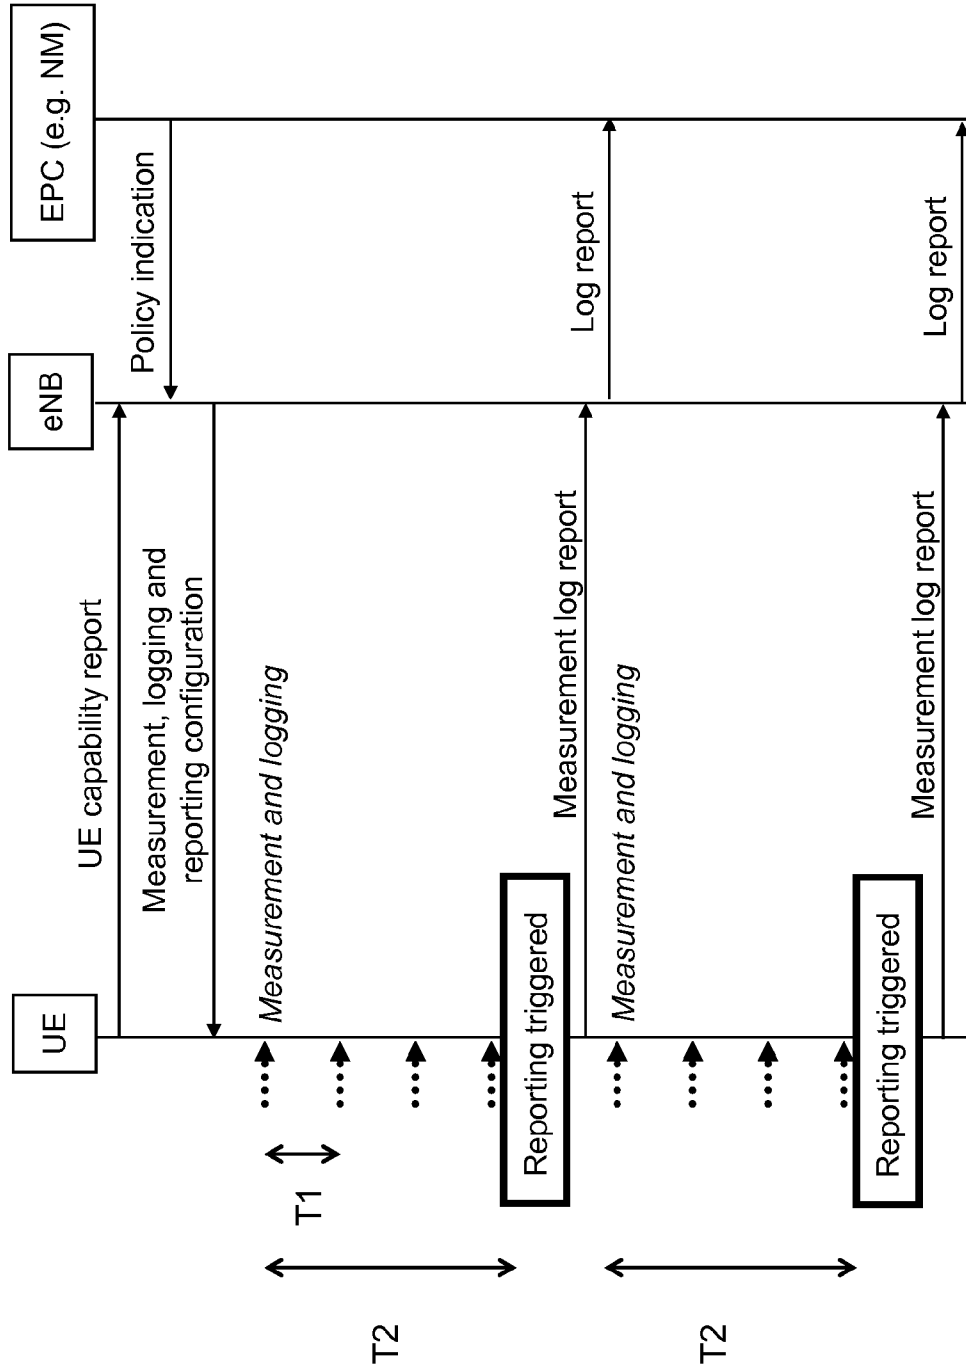 UE
eNB
EPC (e.g. NM)
UE capability report
Policy indication
Measurement, logging and
reporting configuration
T1
T2
Measurement and logging
Reporting triggered
Measurement log report
Log report
T2
Measurement and logging
Reporting triggered
Measurement log report
Log report